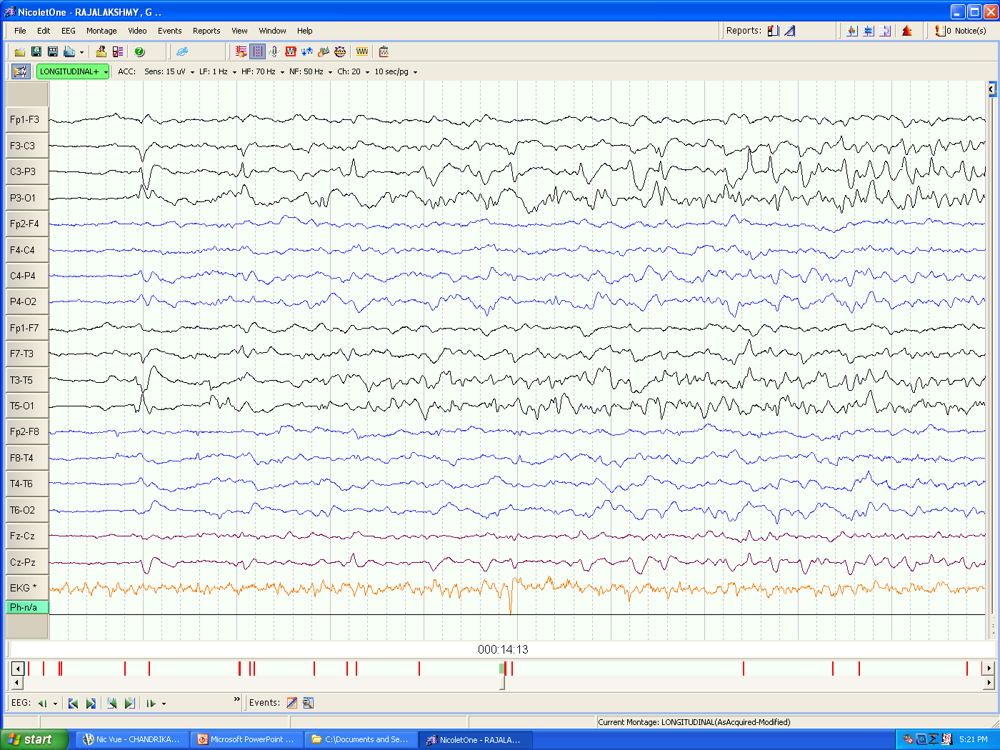 NicoletOne - RAJALAKSHMY , G ..
File Edit EEG Montage Video Events Reports View Window Help
Reports: 0 Notice(s)
LONGITUDINAL+ ACC: Sens: 15 uV LF: 1 Hz HF: 70 Hz NF: 50 Hz Ch: 20 10 sec/pg
Fp1-F3
F3-C3
C3-P3
P3-O1
Fp2-F4
F4-C4
C4-P4
P4-O2
Fp1-F7
F7-T3
T3-T5
T5-O1
Fp2-F8
F8-T4
T4-T6
T6-O2
Fz-Cz
Cz-Pz
EKG *
Ph-n/a
000:14:13
EEG: » Events:
Current Montage: LONGITUDINAL(AsAcquired-Modified)
start Nic Vue - CHANDRIKA... Microsoft PowerPoint ... C:\Documents and Se... NicoletOne - RAJALA... 5:21 PM